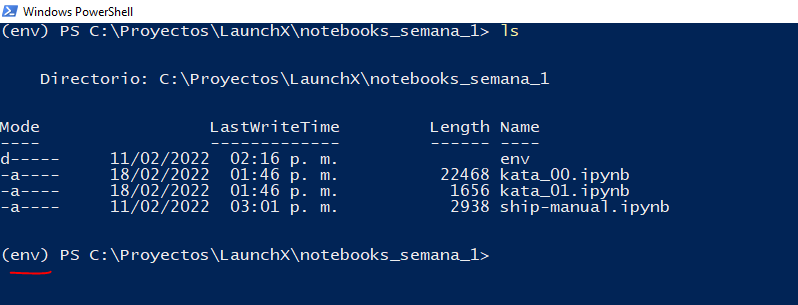 Windows PowerShell
(env) PS C:\Proyectos\LaunchX\notebooks_semana_1> ls
Directorio: C:\Proyectos\LaunchX\notebooks_semana_1
Mode LastWriteTime Length Name
---- ------------- ------ ----
d----- 11/02/2022 02:16 p. m. env
-a---- 18/02/2022 01:46 p. m. 22468 kata_00.ipynb
-a---- 18/02/2022 01:46 p. m. 1656 kata_01.ipynb
-a---- 11/02/2022 03:01 p. m. 2938 ship-manual.ipynb
(env) PS C:\Proyectos\LaunchX\notebooks_semana_1>